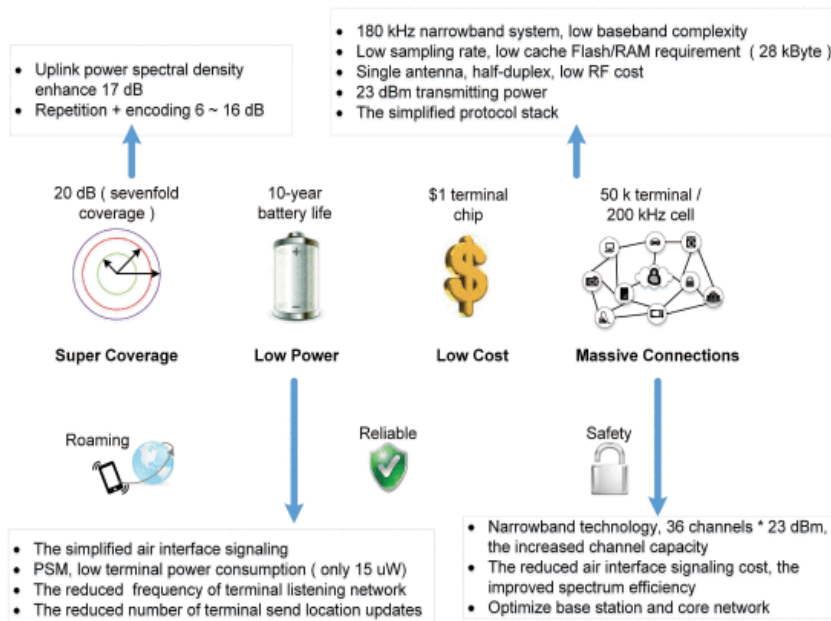 • Uplink power spectral density
enhance 17 dB
• Repetition + encoding 6 ~ 16 dB
• 180 kHz narrowband system, low baseband complexity
• Low sampling rate, low cache Flash/RAM requirement ( 28 kByte )
• Single antenna, half-duplex, low RF cost
• 23 dBm transmitting power
• The simplified protocol stack
20 dB ( sevenfold
coverage )
10-year
battery life
$1 terminal
chip
50 k terminal /
200 kHz cell
Super Coverage
Low Power
Low Cost
Massive Connections
Roaming
Reliable
Safety
• The simplified air interface signaling
• PSM, low terminal power consumption ( only 15 uW)
• The reduced frequency of terminal listening network
• The reduced number of terminal send location updates
• Narrowband technology, 36 channels * 23 dBm,
the increased channel capacity
• The reduced air interface signaling cost, the
improved spectrum efficiency
• Optimize base station and core network